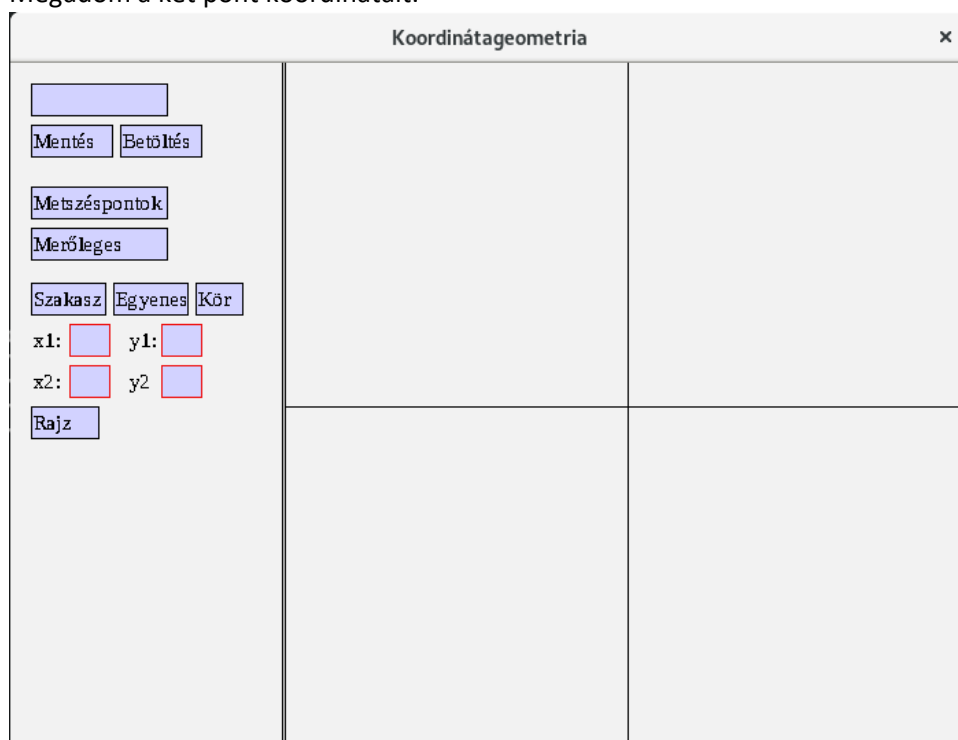 Megadom a két pont koordinátáit.
Koordinátageometria ×
Mentés Betöltés
Metszéspontok
Merőleges
Szakasz Egyenes Kör
x1: y1:
x2: y2
Rajz